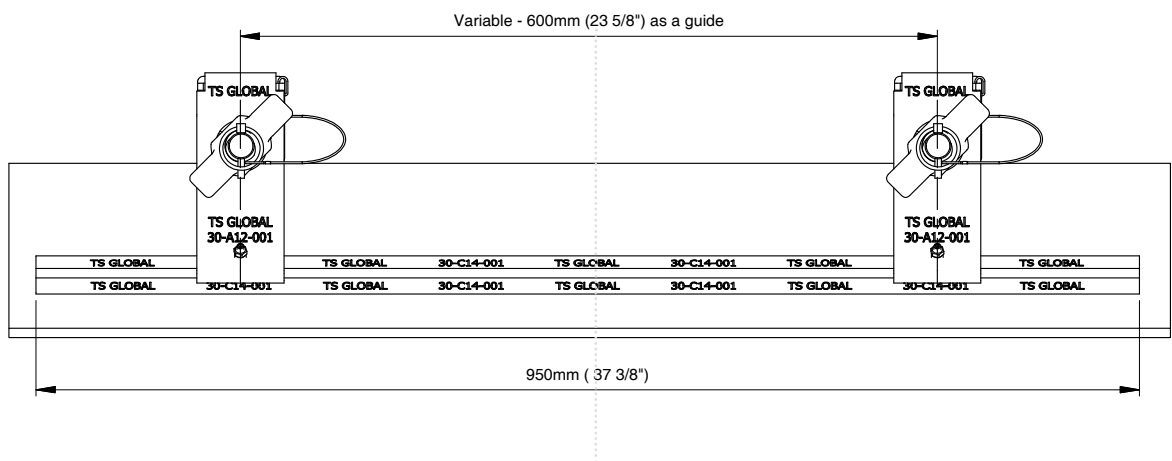 Variable - 600mm (23 5/8") as a guide
TS GLOBAL TS GLOBAL
TS GLOBAL TS GLOBAL
30-A12-001 30-A12-001
TS GLOBAL TS GLOBAL 30-C14-001 TS GLOBAL 30-C14-001 TS GLOBAL TS GLOBAL
TS GLOBAL 30-C14-001 TS GLOBAL 30-C14-001 TS GLOBAL 30-C14-001 TS GLOBAL 30-C14-001 TS GLOBAL
950mm ( 37 3/8")